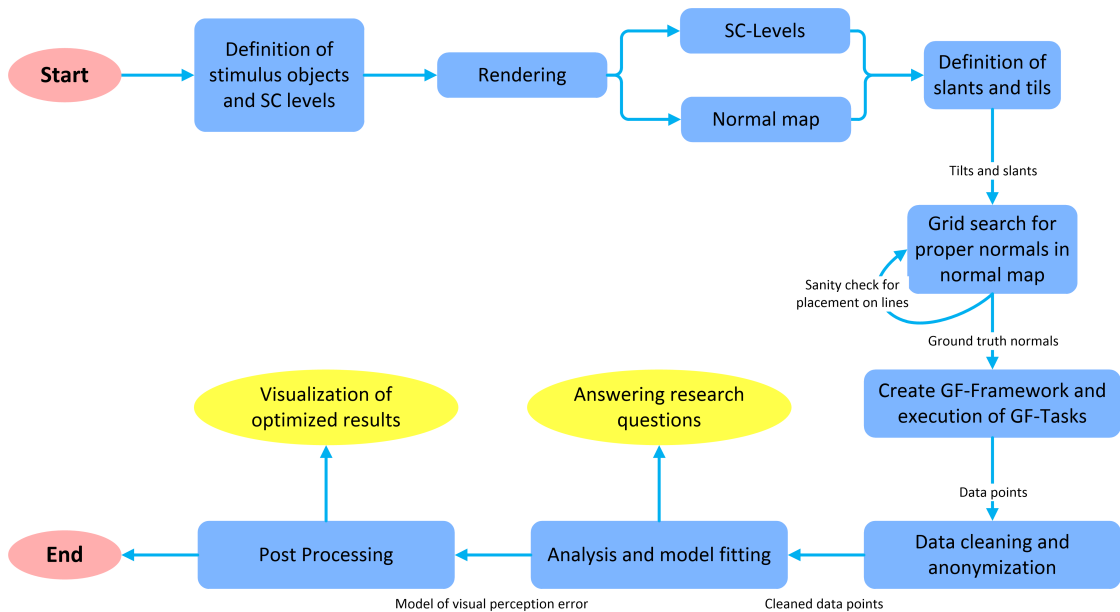 Start
Definition of
stimulus objects
and SC levels
Rendering
SC-Levels
Normal map
Definition of
slants and tils
Tilts and slants
Grid search for
proper normals in
normal map
Sanity check for
placement on lines
Ground truth normals
Create GF-Framework and
execution of GF-Tasks
Data points
Data cleaning and
anonymization
Cleaned data points
Analysis and model fitting
Answering research
questions
Model of visual perception error
Post Processing
Visualization of
optimized results
End